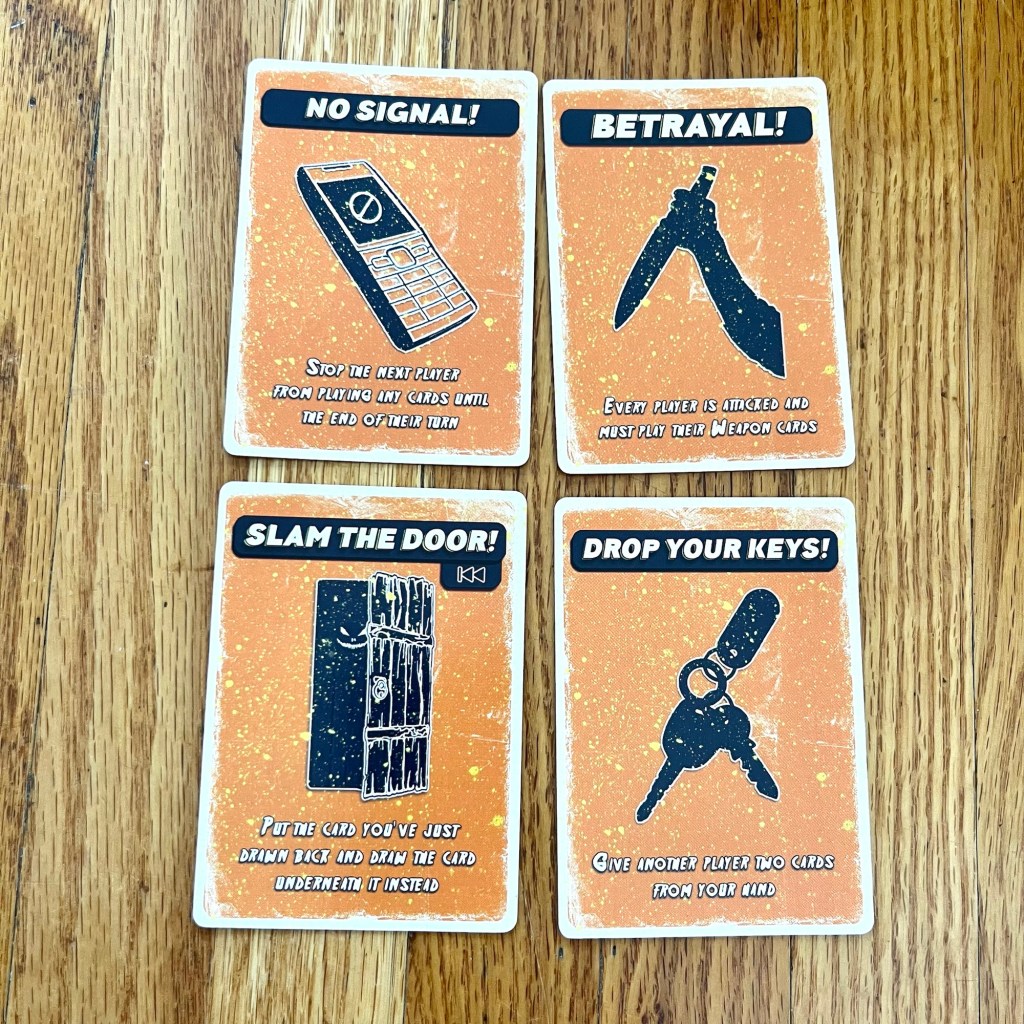 NO SIGNAL!
STOP THE NEXT PLAYER
FROM PLAYING ANY CARDS UNTIL
THE END OF THEIR TURN
BETRAYAL!
EVERY PLAYER IS ATTACKED AND
MUST PLAY THEIR WEAPON CARDS
SLAM THE DOOR!
PUT THE CARD YOU'VE JUST
DRAWN BACK AND DRAW THE CARD
UNDERNEATH IT INSTEAD
DROP YOUR KEYS!
GIVE ANOTHER PLAYER TWO CARDS
FROM YOUR HAND